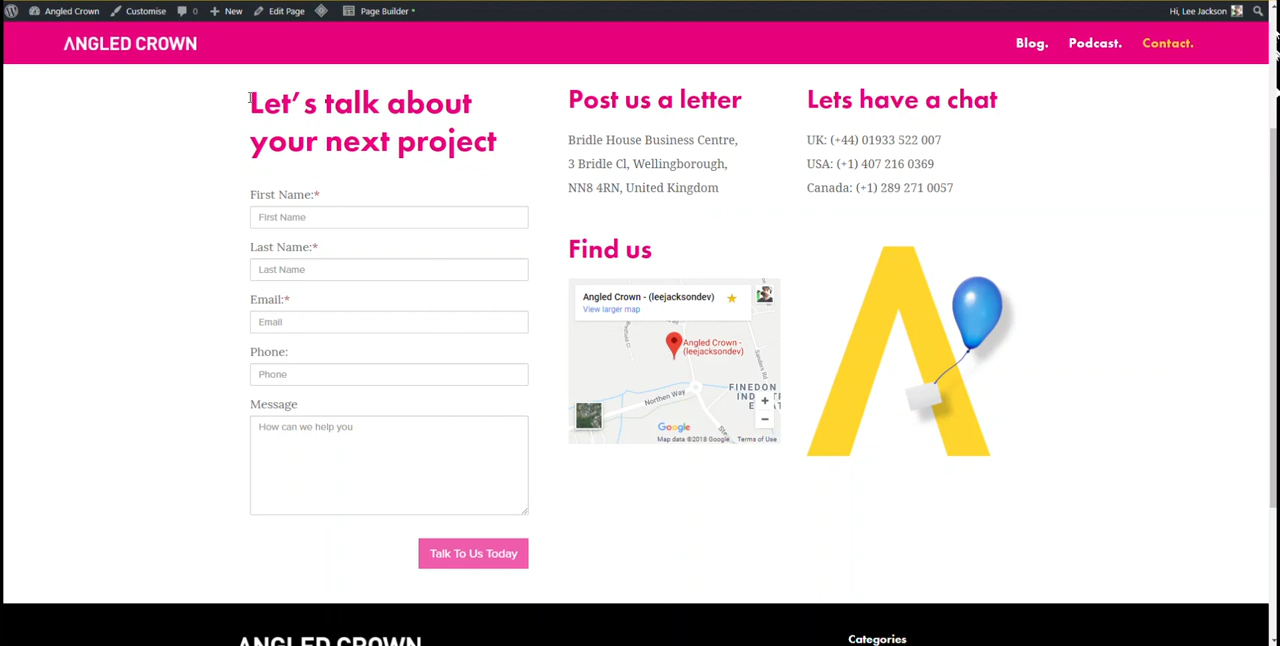 Angled Crown Customise 0 New Edit Page Page Builder Hi, Lee Jackson
ANGLED CROWN
Blog. Podcast. Contact.
Let's talk about
your next project
First Name:*
First Name
Last Name:*
Last Name
Email:*
Email
Phone:
Phone
Message
How can we help you
Talk To Us Today
Post us a letter
Bridle House Business Centre,
3 Bridle Cl, Wellingborough,
NN8 4RN, United Kingdom
Lets have a chat
UK: (+44) 01933 522 007
USA: (+1) 407 216 0369
Canada: (+1) 289 271 0057
Find us
Angled Crown - (leejacksondev)
View larger map
Angled Crown -
(leejacksondev)
Northen Way
FINEDON
Google
Map data ©2018 Google Terms of Use
ANGLED CROWN
Categories